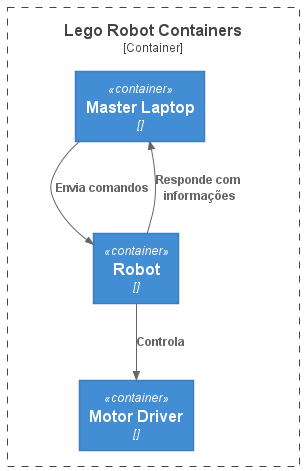 Lego Robot Containers
[Container]
«container»
Master Laptop
[]
Envia comandos
Responde com
informações
«container»
Robot
[]
Controla
«container»
Motor Driver
[]